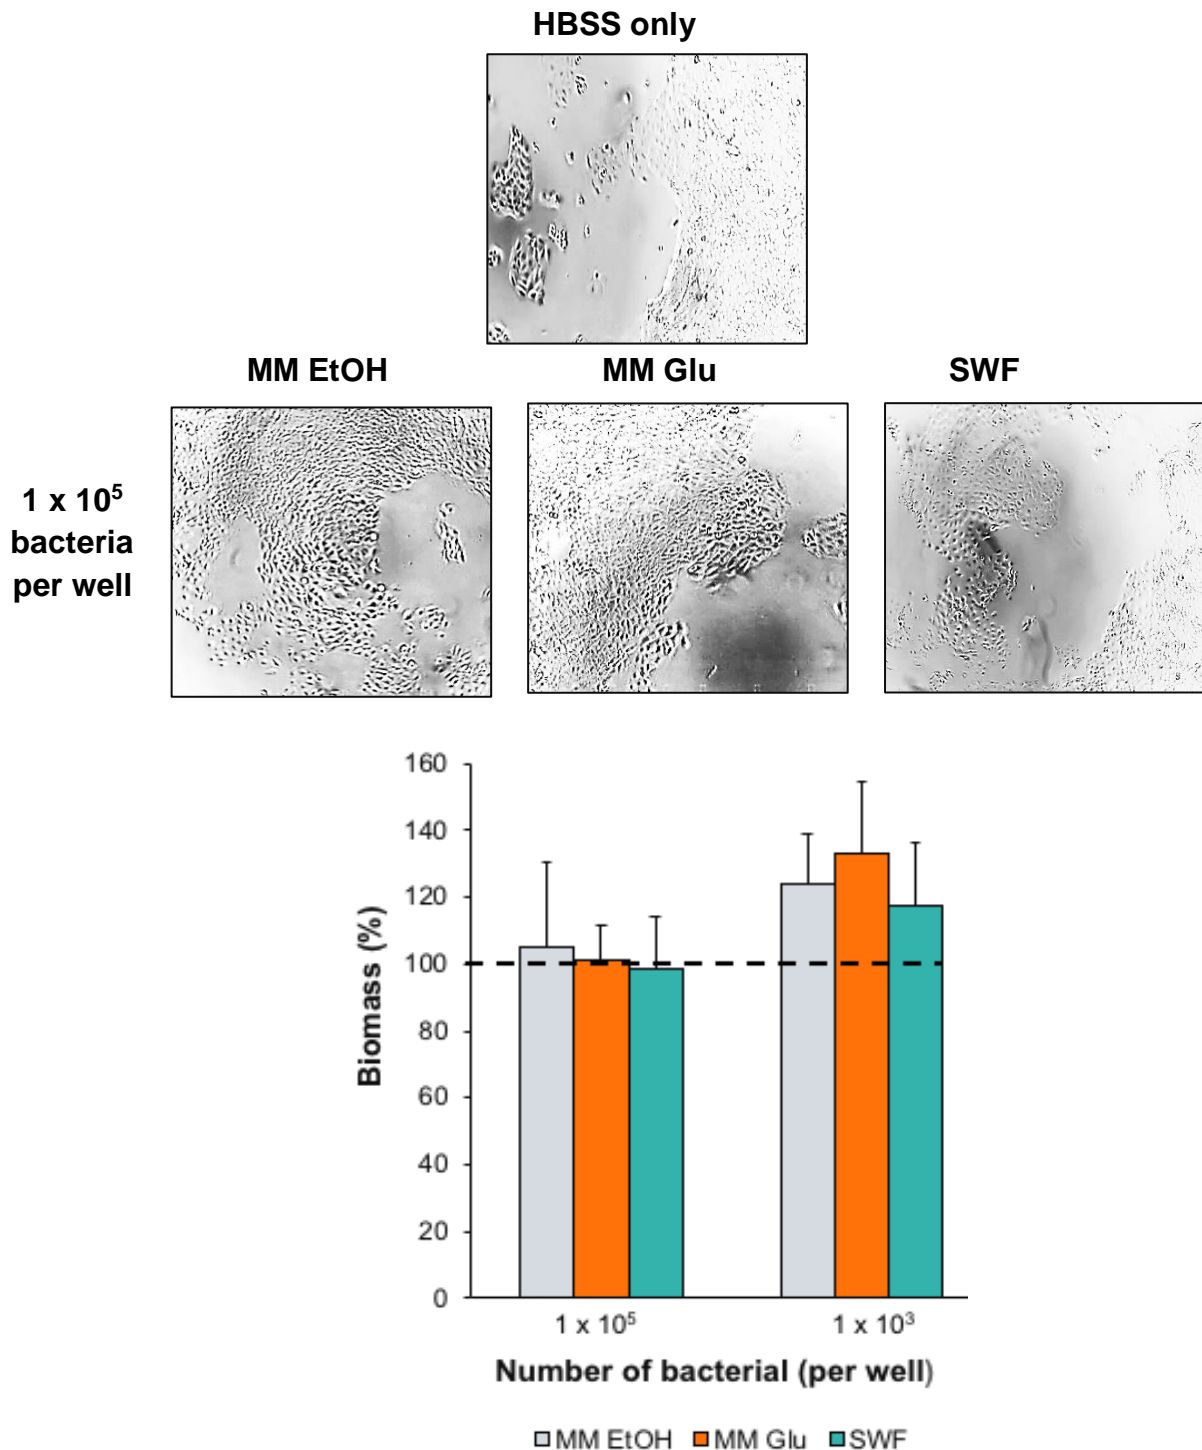 HBSS only
MM EtOH MM Glu SWF
1 x 10⁵
bacteria
per well
160
140
120
100
80
60
40
20
0
Biomass (%)
1 x 10⁵ 1 x 10³
Number of bacterial (per well)
MM EtOH MM Glu SWF